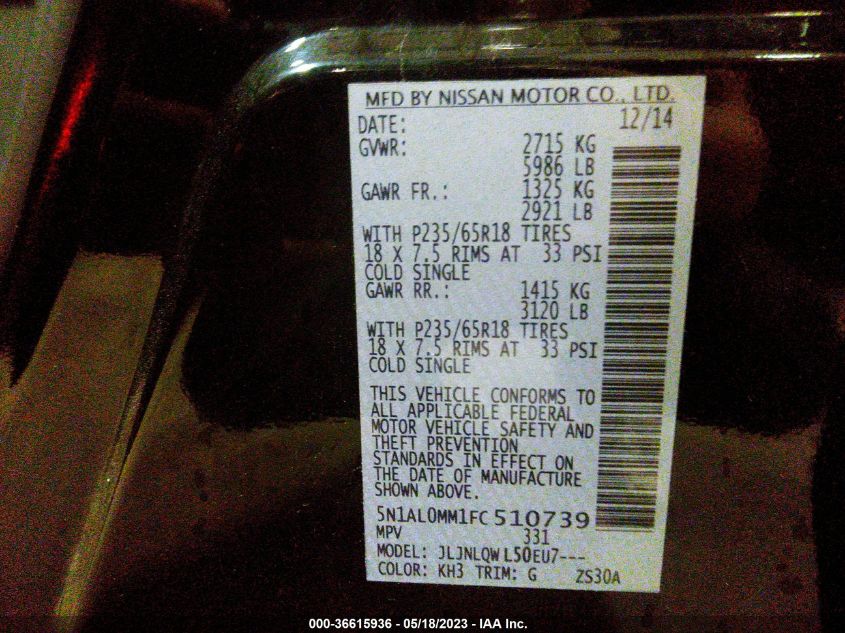 MFD BY NISSAN MOTOR CO., LTD.
DATE: 12/14
GVWR: 2715 KG
5986 LB
GAWR FR.: 1325 KG
2921 LB
WITH P235/65R18 TIRES
18 X 7.5 RIMS AT 33 PSI
COLD SINGLE
GAWR RR.: 1415 KG
3120 LB
WITH P235/65R18 TIRES
18 X 7.5 RIMS AT 33 PSI
COLD SINGLE
THIS VEHICLE CONFORMS TO
ALL APPLICABLE FEDERAL
MOTOR VEHICLE SAFETY AND
THEFT PREVENTION
STANDARDS IN EFFECT ON
THE DATE OF MANUFACTURE
SHOWN ABOVE.
5N1AL0MM1FC510739
MPV 331
MODEL: JLJNLQWL50EU7---
COLOR: KH3 TRIM: G ZS30A
000-36615936 - 05/18/2023 - IAA Inc.